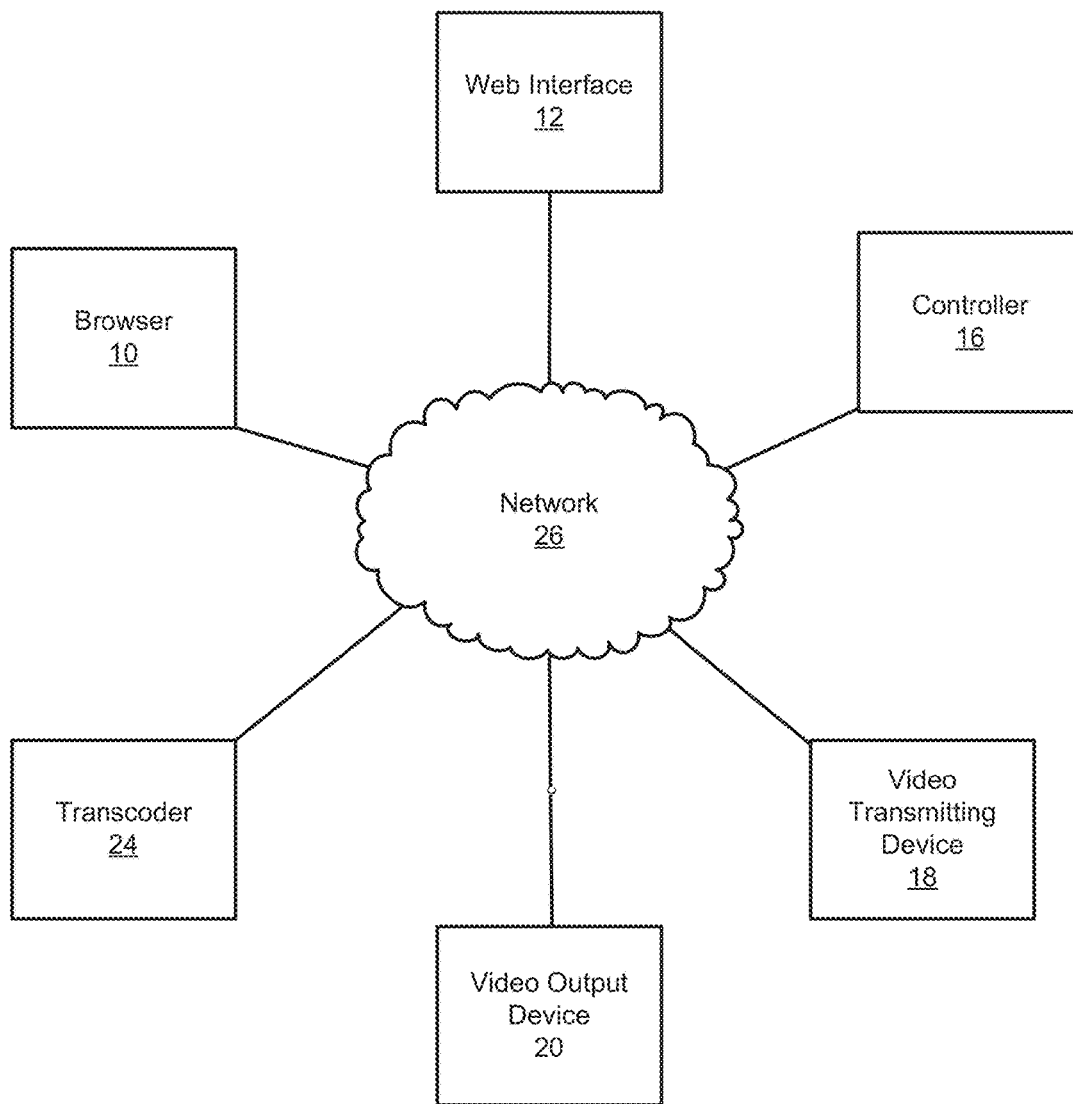 Web Interface
12
Browser
10
Controller
16
Network
26
Transcoder
24
Video
Transmitting
Device
18
Video Output
Device
20